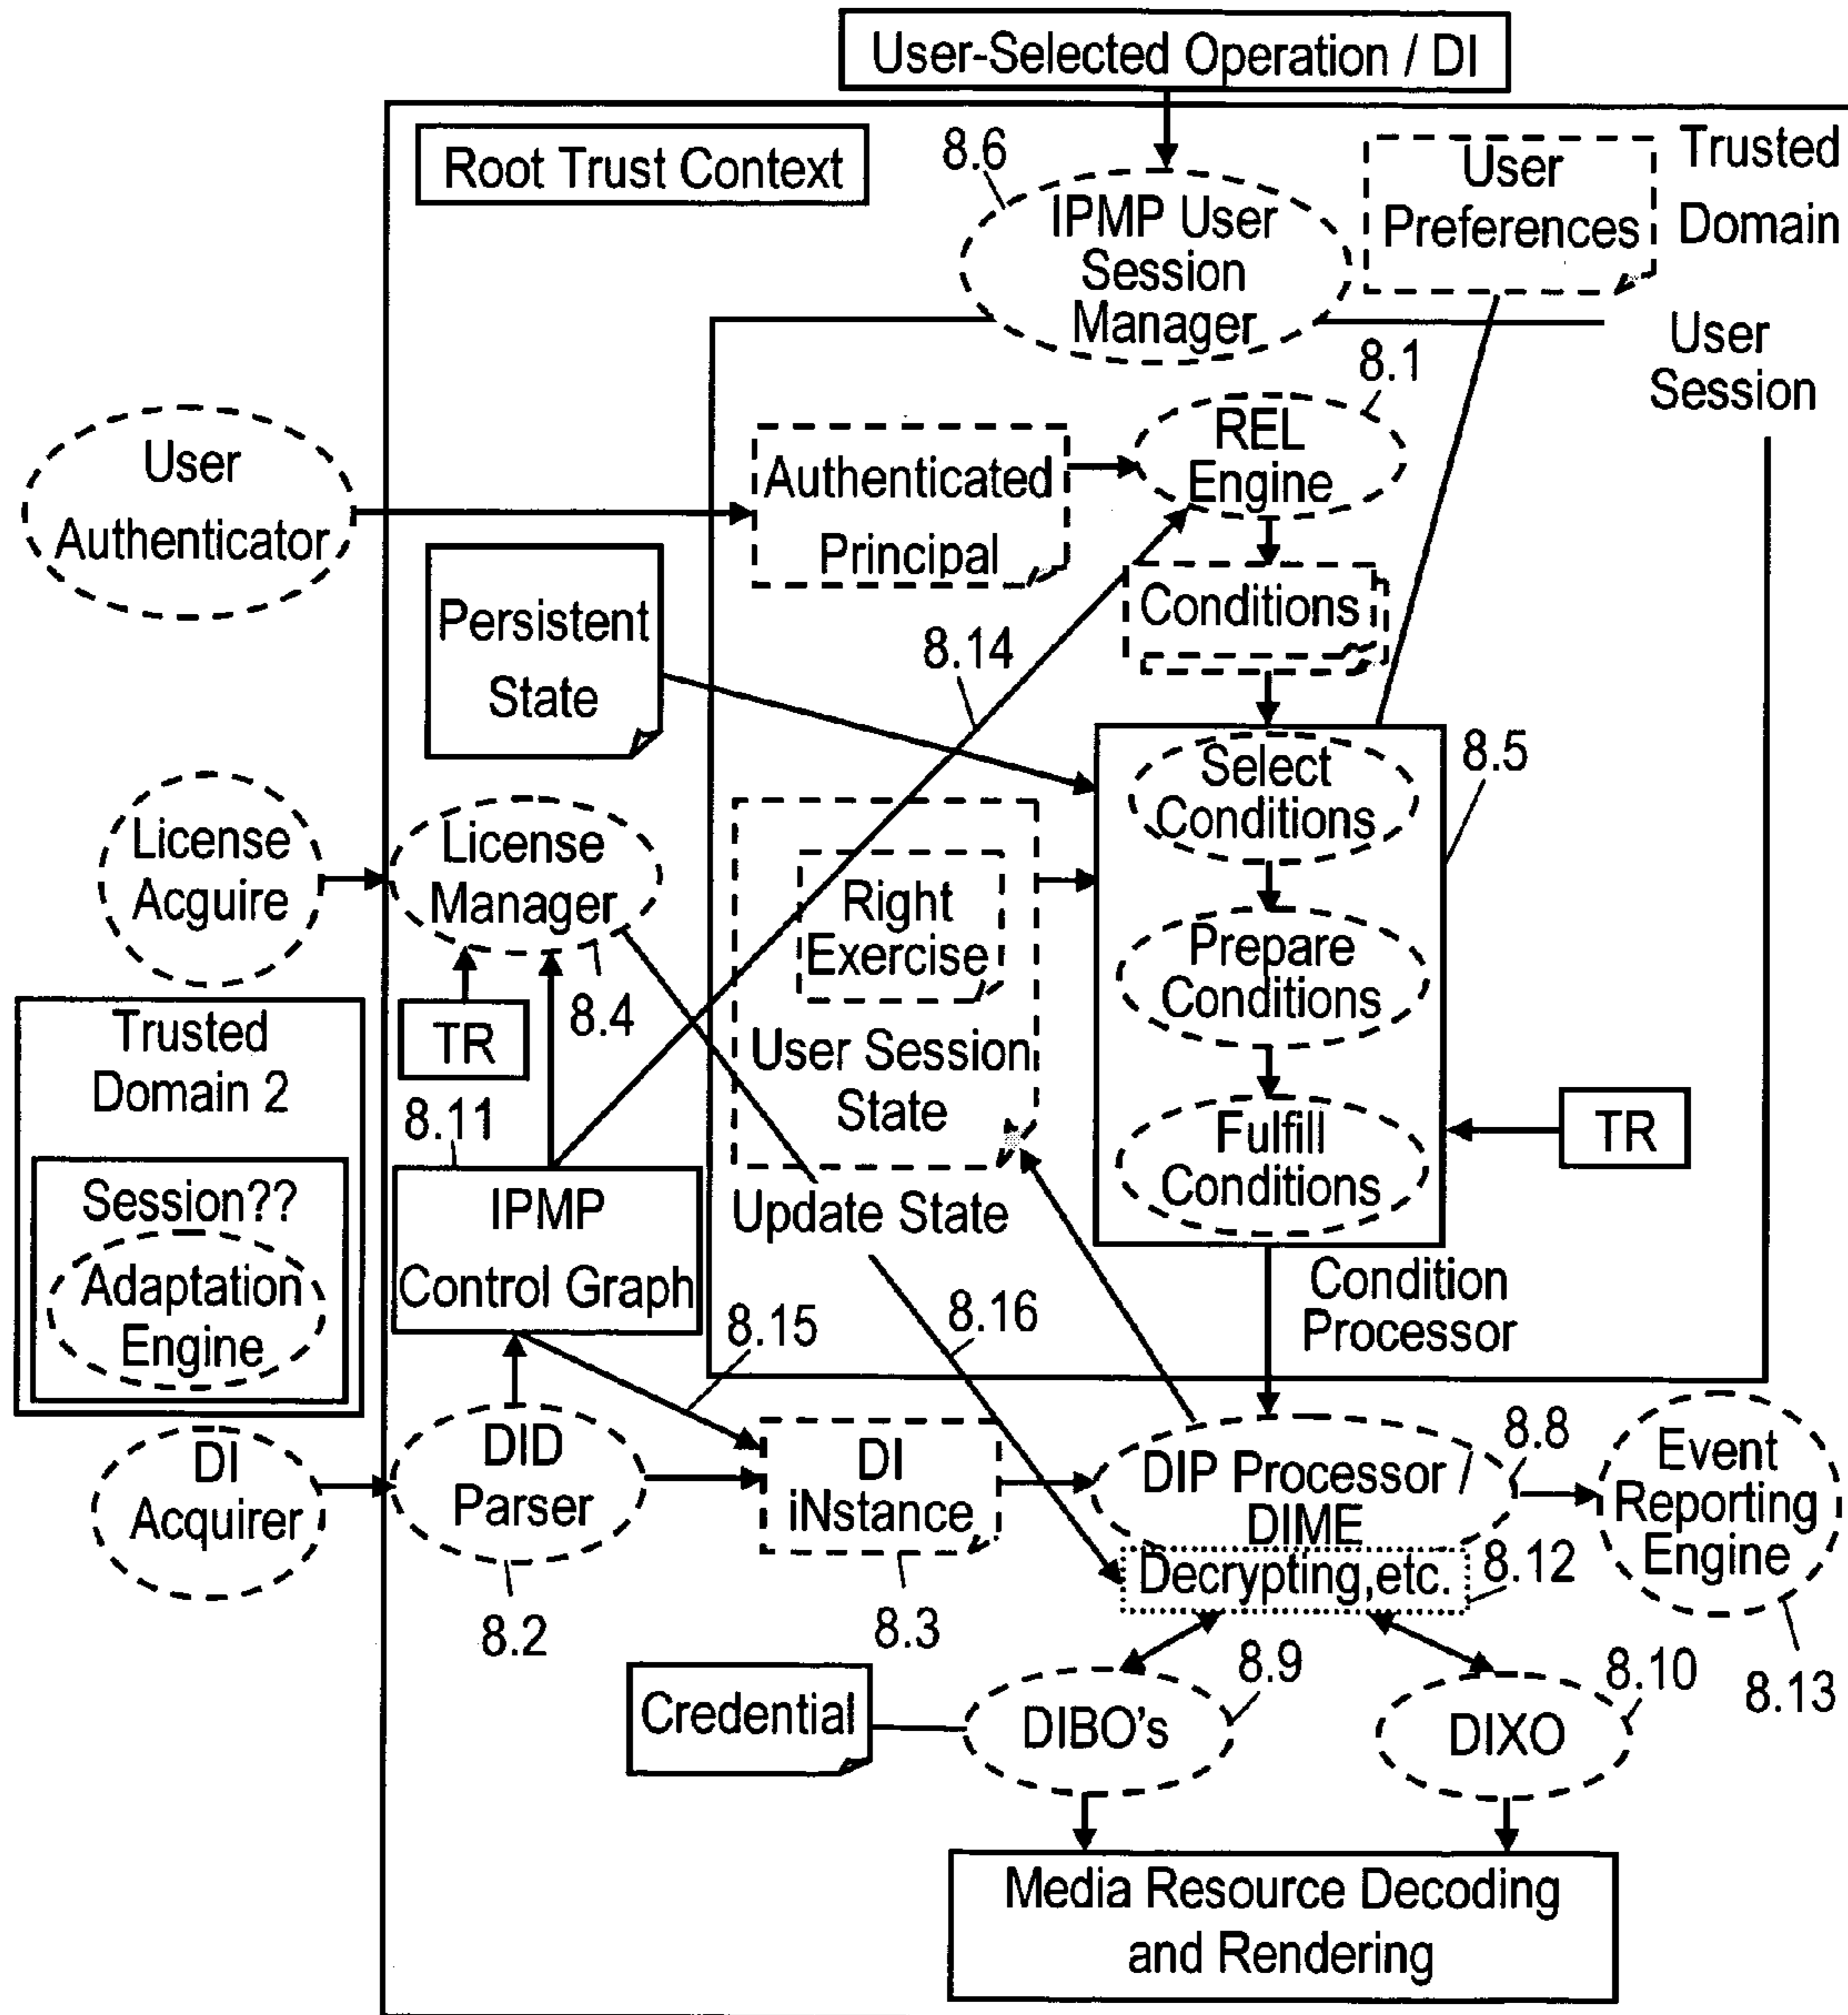 User-Selected Operation / DI
Root Trust Context
8.6
IPMP User
Session
Manager
User
Preferences
Trusted
Domain
User
Session
8.1
REL
Engine
User
Authenticator
Authenticated
Principal
Persistent
State
8.14
Conditions
Select
Conditions
8.5
License
Acguire
License
Manager
Right
Exercise
Prepare
Conditions
TR
8.4
User Session
State
Trusted
Domain 2
8.11
Fulfill
Conditions
TR
Session??
Adaptation
Engine
IPMP
Control Graph
Update State
8.15
8.16
Condition
Processor
DI
Acquirer
DID
Parser
DI
iNstance
DIP Processor /
DIME
8.8
Event
Reporting
Engine
Decrypting,etc.
8.12
8.2
8.3
8.9
8.10
8.13
Credential
DIBO's
DIXO
Media Resource Decoding
and Rendering